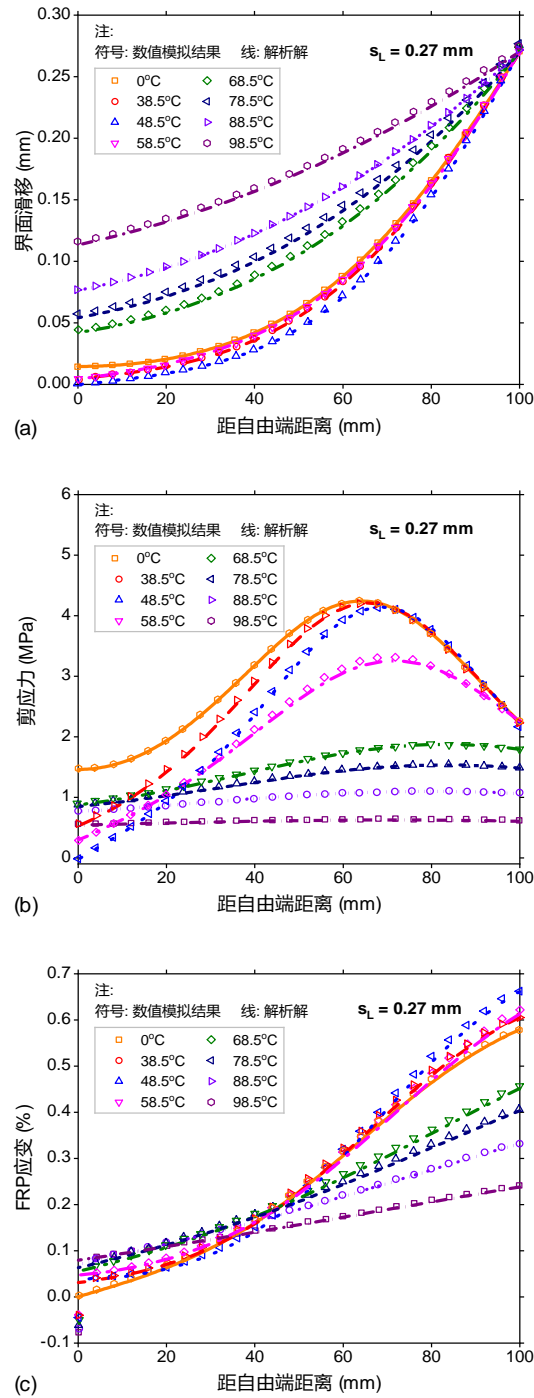 0.30
注:
符号: 数值模拟结果 线: 解析解
s_L = 0.27 mm
0°C 68.5°C
38.5°C 78.5°C
48.5°C 88.5°C
58.5°C 98.5°C
0.25
0.20
0.15
0.10
0.05
0.00
界面滑移 (mm)
0 20 40 60 80 100
(a) 距自由端距离 (mm)
6
注:
符号: 数值模拟结果 线: 解析解
s_L = 0.27 mm
0°C 68.5°C
38.5°C 78.5°C
48.5°C 88.5°C
58.5°C 98.5°C
5
4
3
2
1
0
剪应力 (MPa)
0 20 40 60 80 100
(b) 距自由端距离 (mm)
0.7
注:
符号: 数值模拟结果 线: 解析解
s_L = 0.27 mm
0°C 68.5°C
38.5°C 78.5°C
48.5°C 88.5°C
58.5°C 98.5°C
0.6
0.5
0.4
0.3
0.2
0.1
0.0
-0.1
FRP应变 (%)
0 20 40 60 80 100
(c) 距自由端距离 (mm)